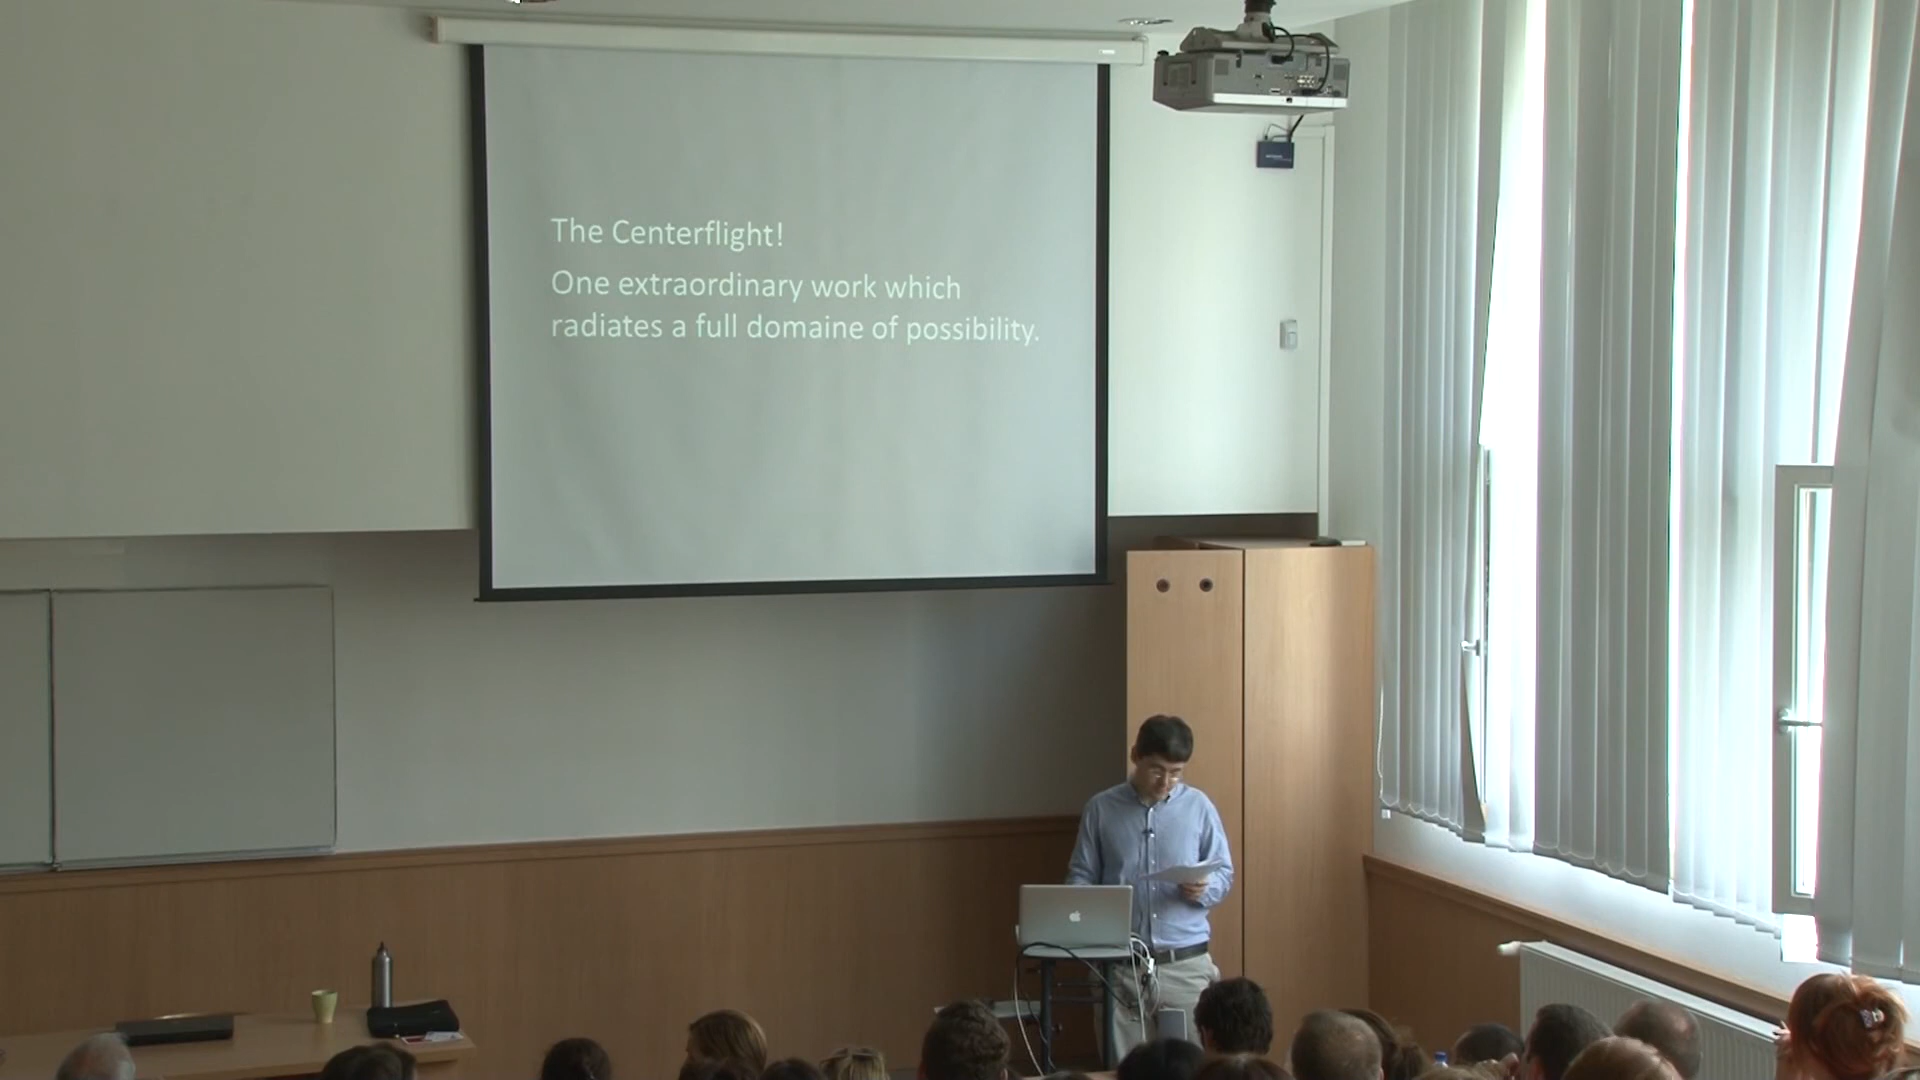 The Centerflight!
One extraordinary work which
radiates a full domaine of possibility.